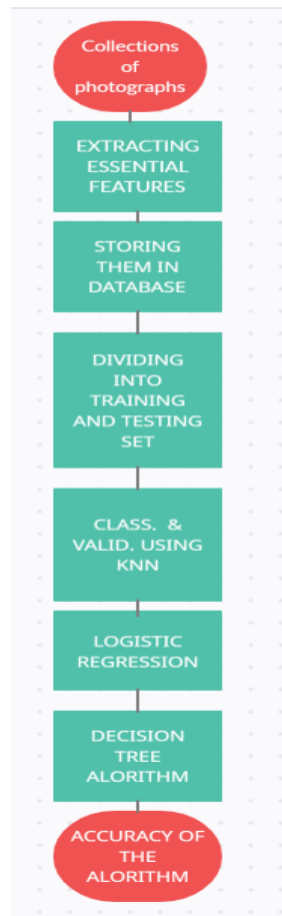 Collections
of
photographs
EXTRACTING
ESSENTIAL
FEATURES
STORING
THEM IN
DATABASE
DIVIDING
INTO
TRAINING
AND TESTING
SET
CLASS. &
VALID. USING
KNN
LOGISTIC
REGRESSION
DECISION
TREE
ALORITHM
ACCURACY OF
THE
ALORITHM